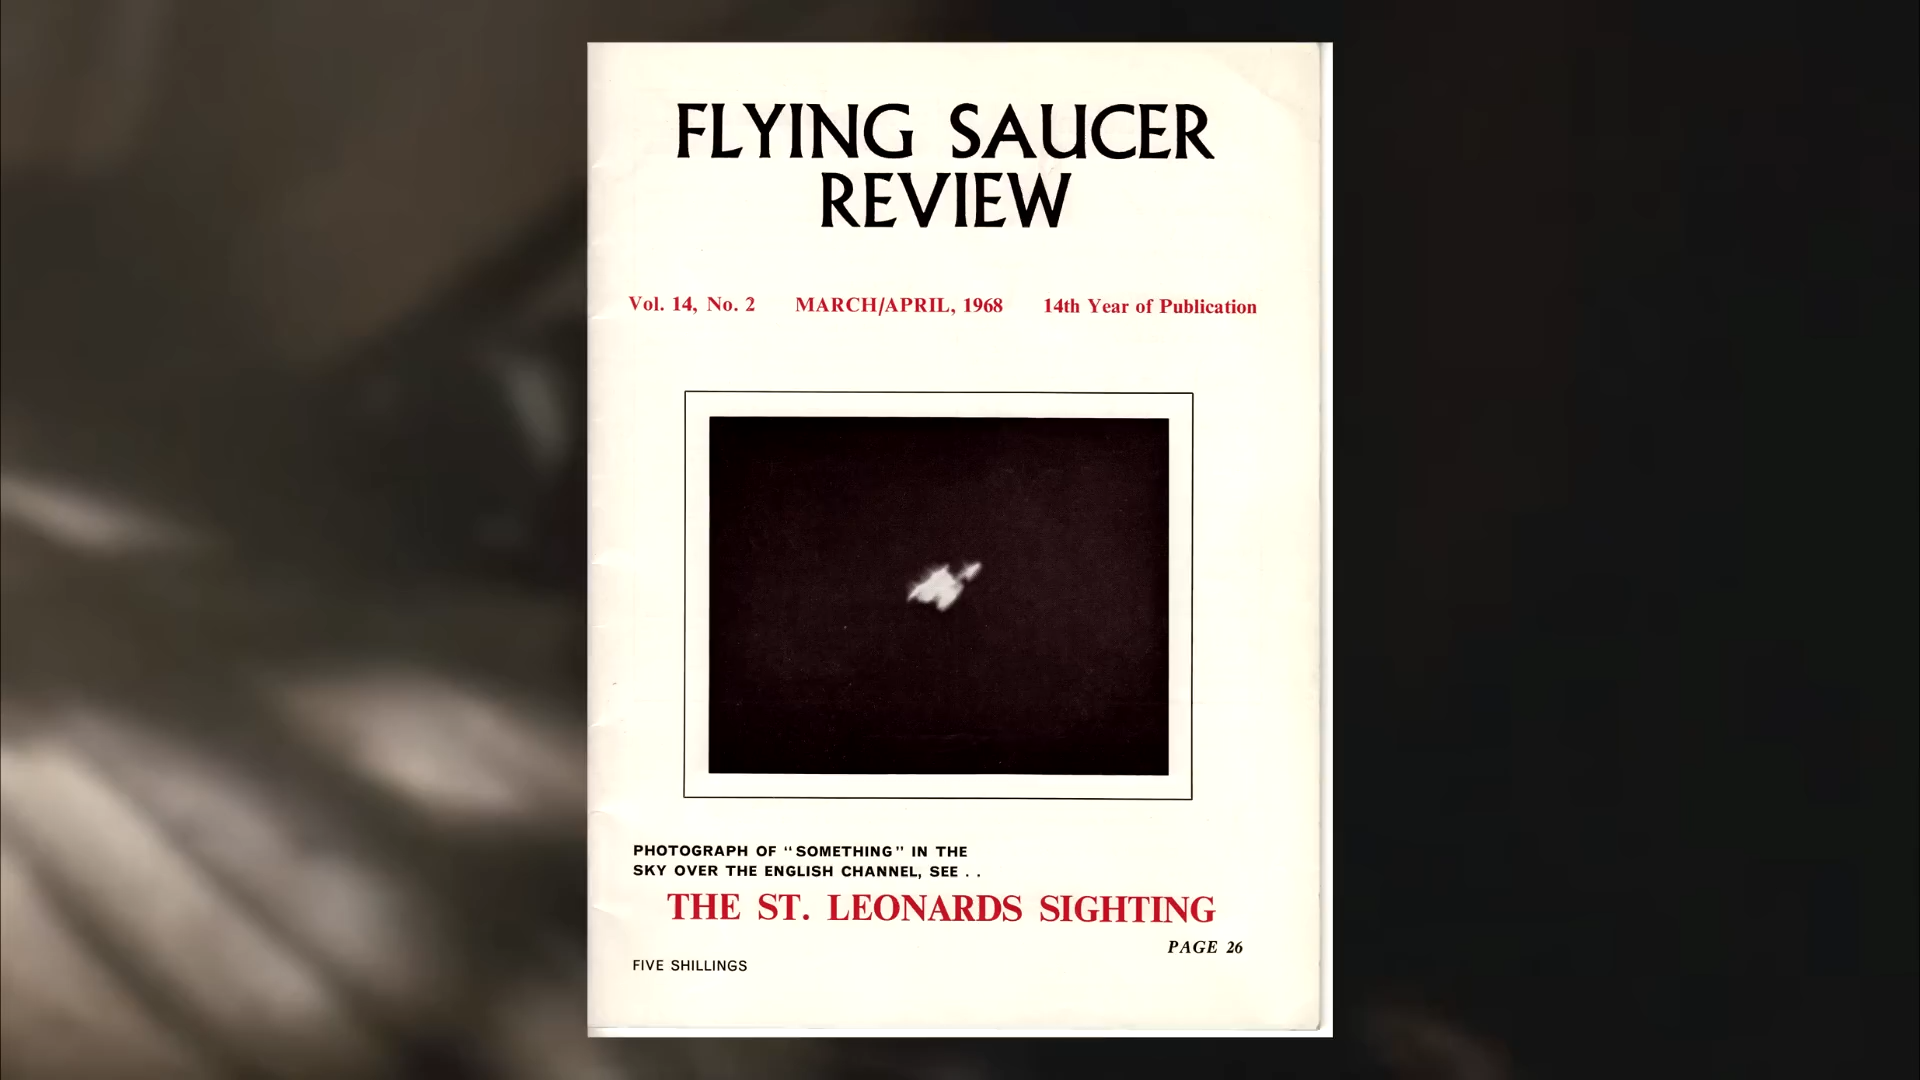 FLYING SAUCER
REVIEW
Vol. 14, No. 2 MARCH/APRIL, 1968 14th Year of Publication
PHOTOGRAPH OF "SOMETHING" IN THE
SKY OVER THE ENGLISH CHANNEL, SEE . .
THE ST. LEONARDS SIGHTING
PAGE 26
FIVE SHILLINGS